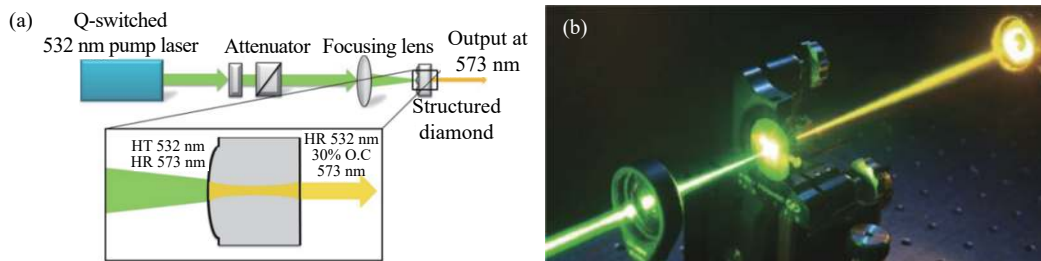 (a)
Q-switched
532 nm pump laser
Attenuator
Focusing lens
Output at
573 nm
Structured
diamond
HT 532 nm
HR 573 nm
HR 532 nm
30% O.C
573 nm
(b)